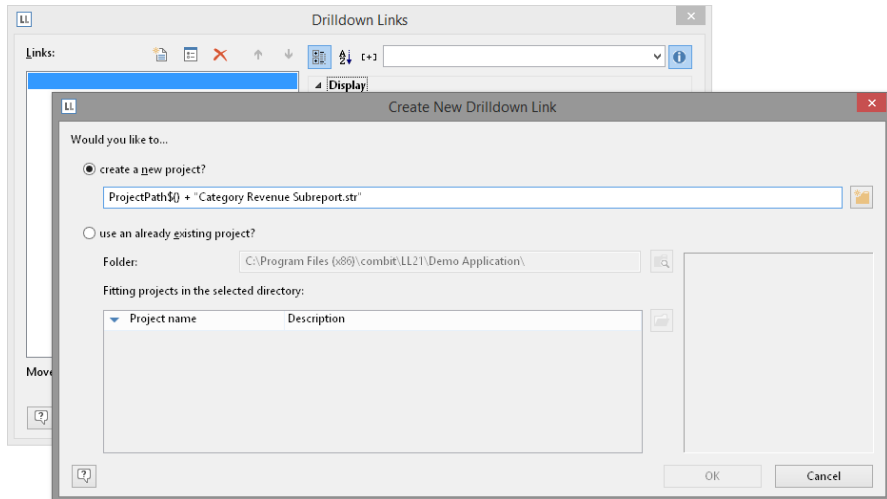 LL
Drilldown Links
Links:
[+]
Display
LL
Create New Drilldown Link
Would you like to...
create a new project?
ProjectPath$() + "Category Revenue Subreport.str"
use an already existing project?
Folder:
C:\Program Files (x86)\combit\LL21\Demo Application\
Fitting projects in the selected directory:
Project name
Description
Move
OK
Cancel